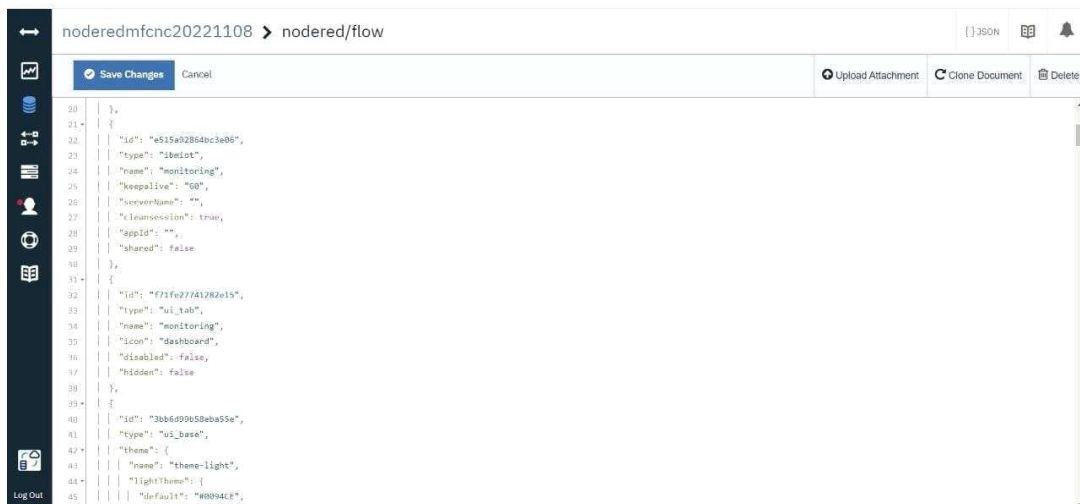 noderedmfcnc20221108 > nodered/flow
{ } JSON
Save Changes Cancel
Upload Attachment Clone Document Delete
20 },
21 {
22 "id": "e515a92864bc3e06",
23 "type": "ibmiot",
24 "name": "monitoring",
25 "keepalive": "60",
26 "serverName": "",
27 "cleansession": true,
28 "appId": "",
29 "shared": false
30 },
31 {
32 "id": "f71fe27741282e15",
33 "type": "ui_tab",
34 "name": "monitoring",
35 "icon": "dashboard",
36 "disabled": false,
37 "hidden": false
38 },
39 {
40 "id": "3bb6d99b58eba55e",
41 "type": "ui_base",
42 "theme": {
43 "name": "theme-light",
44 "lightTheme": {
45 "default": "#0094CE",
Log Out